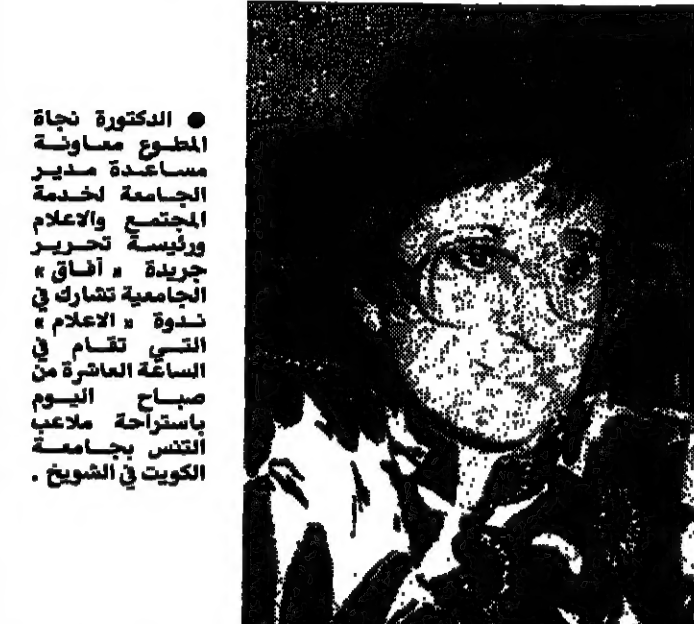 ● الدكتورة نجاة
المطوع معاونة
مساعدة مدير
الجامعة لخدمة
المجتمع والاعلام
ورئيسة تحرير
جريدة « آفاق »
الجامعية تشارك في
ندوة « الاعلام »
التي تقام في
الساعة العاشرة من
صباح اليوم
باستراحة ملاعب
التنس بجامعة
الكويت في الشويخ .